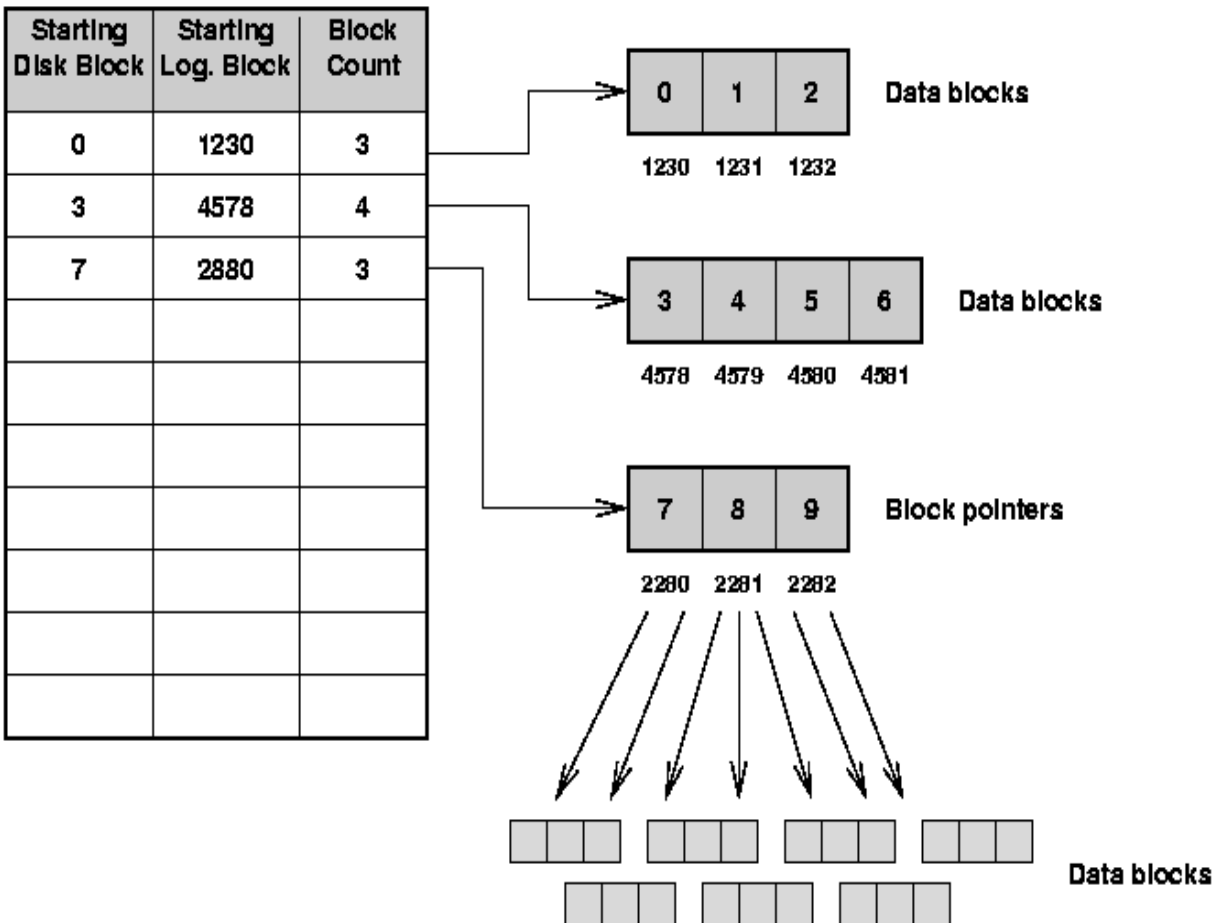 Starting Disk Block Starting Log. Block Block Count
0 1230 3
3 4578 4
7 2880 3
0 1 2 Data blocks
1230 1231 1232
3 4 5 6 Data blocks
4578 4579 4580 4581
7 8 9 Block pointers
2280 2281 2282
Data blocks